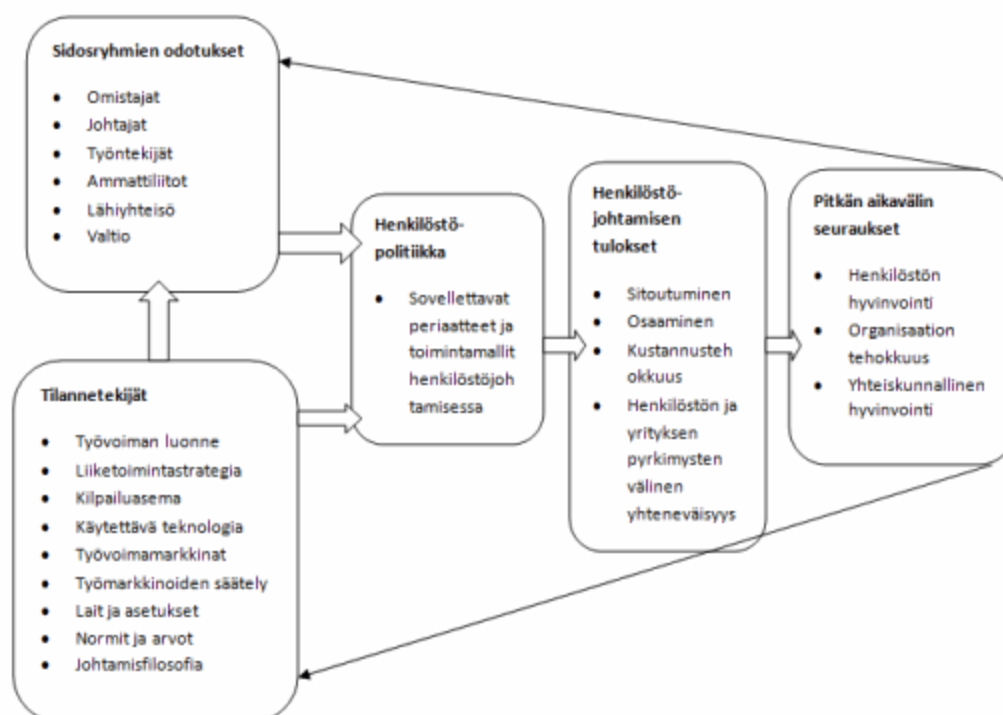 Sidosryhmien odotukset
• Omistajat
• Johtajat
• Työntekijät
• Ammattiliitot
• Lähiyhteisö
• Valtio
Tilannetekijät
• Työvoiman luonne
• Liiketoimintastrategia
• Kilpailuasema
• Käytettävä teknologia
• Työvoimamarkkinat
• Työmarkkinoiden säätely
• Lait ja asetukset
• Normit ja arvot
• Johtamisfilosofia
Henkilöstö-
politiikka
• Sovellettavat
periaatteet ja
toimintamallit
henkilöstöjoh
tamisessa
Henkilöstö-
johtamisen
tulokset
• Sitoutuminen
• Osaaminen
• Kustannusteh
okkuus
• Henkilöstön ja
yrityksen
pyrkimysten
välinen
yhteneväisyys
Pitkän aikavälin
seuraukset
• Henkilöstön
hyvinvointi
• Organisaation
tehokkuus
• Yhteiskunnallinen
hyvinvointi